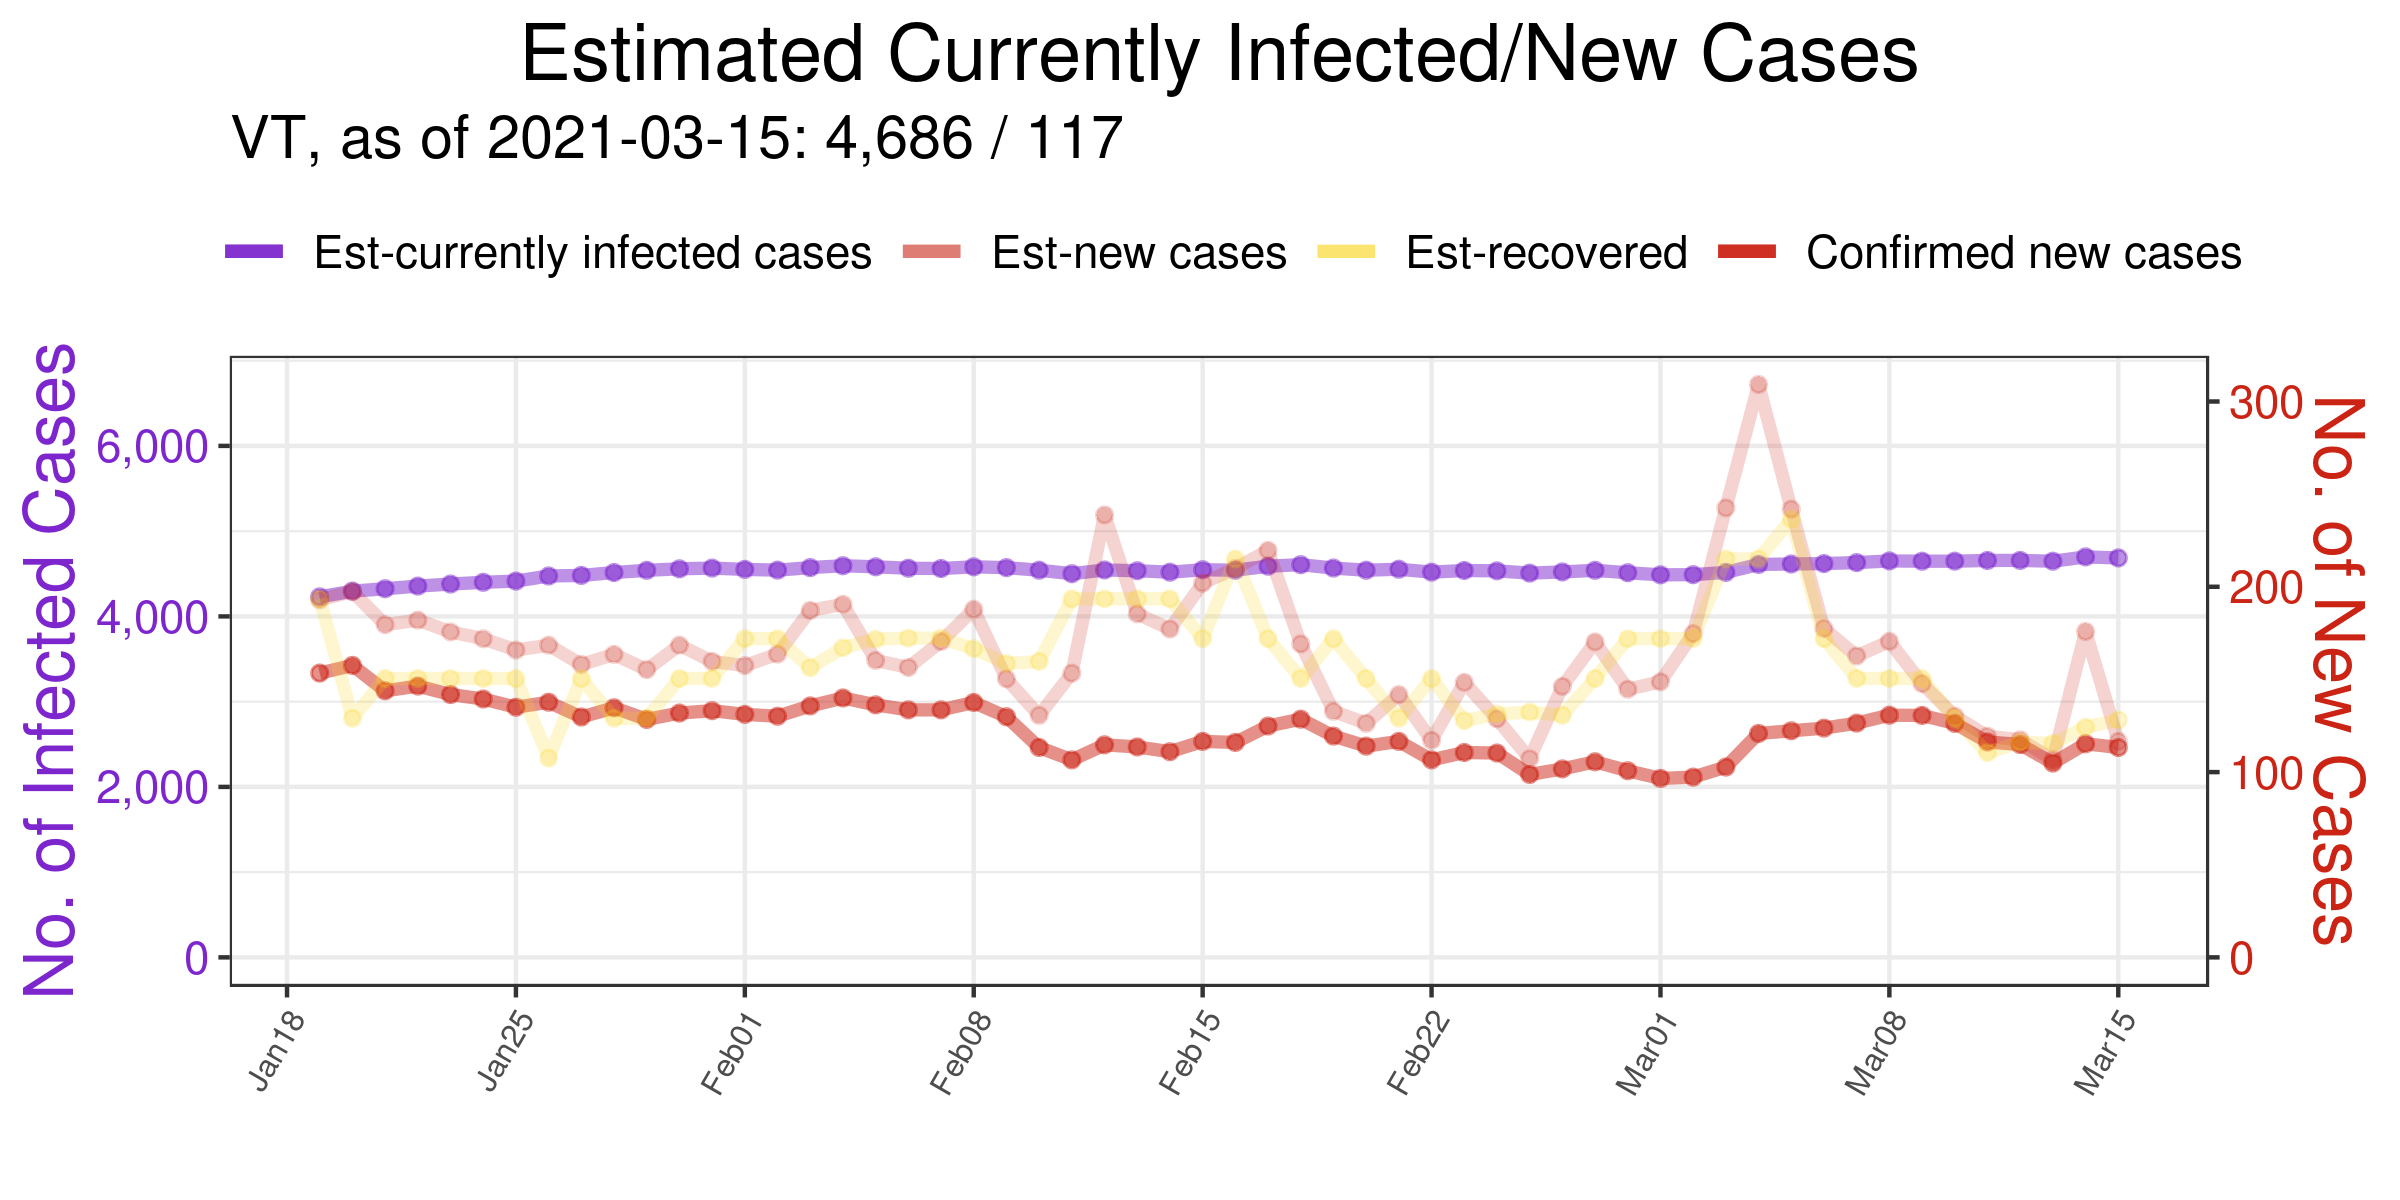 Estimated Currently Infected/New Cases
VT, as of 2021-03-15: 4,686 / 117
Est-currently infected cases Est-new cases Est-recovered Confirmed new cases
No. of Infected Cases
6,000
4,000
2,000
0
300
200
100
0
No. of New Cases
Jan18 Jan25 Feb01 Feb08 Feb15 Feb22 Mar01 Mar08 Mar15